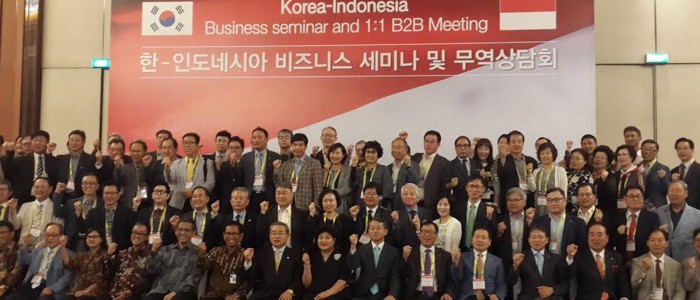 Korea-Indonesia
Business seminar and 1:1 B2B Meeting
한-인도네시아 비즈니스 세미나 및 무역상담회